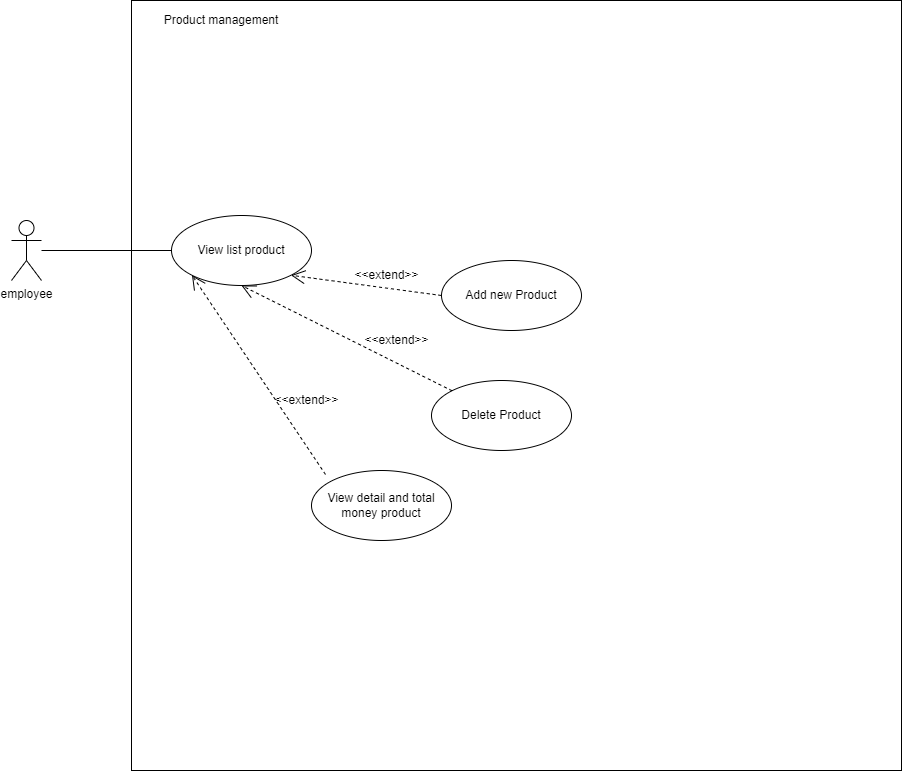 Product management
View list product
employee
<<extend>>
Add new Product
<<extend>>
Delete Product
<<extend>>
View detail and total
money product